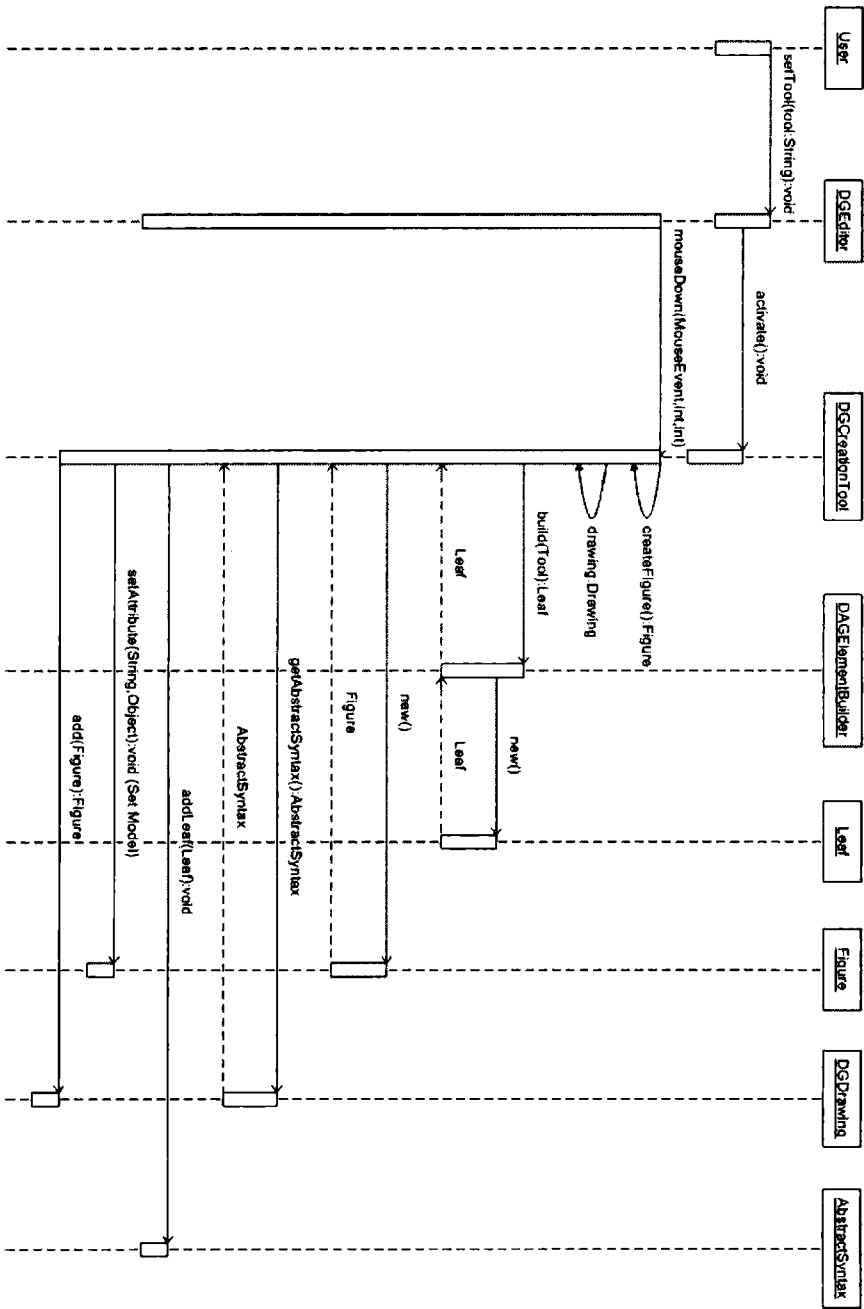 User
DGEditor
DGCreationTool
DAGElementBuilder
Leaf
Figure
DGDrawing
AbstractSyntax
setTool(tool:String):void
activate():void
mouseDown(MouseEvent,int,int)
createFigure():Figure
drawing:Drawing
build(Tool):Leaf
new()
Leaf
Leaf
new()
Figure
getAbstractSyntax():AbstractSyntax
AbstractSyntax
addLeaf(Leaf):void
setAttribute(String,Object):void (Set Model)
add(Figure):Figure